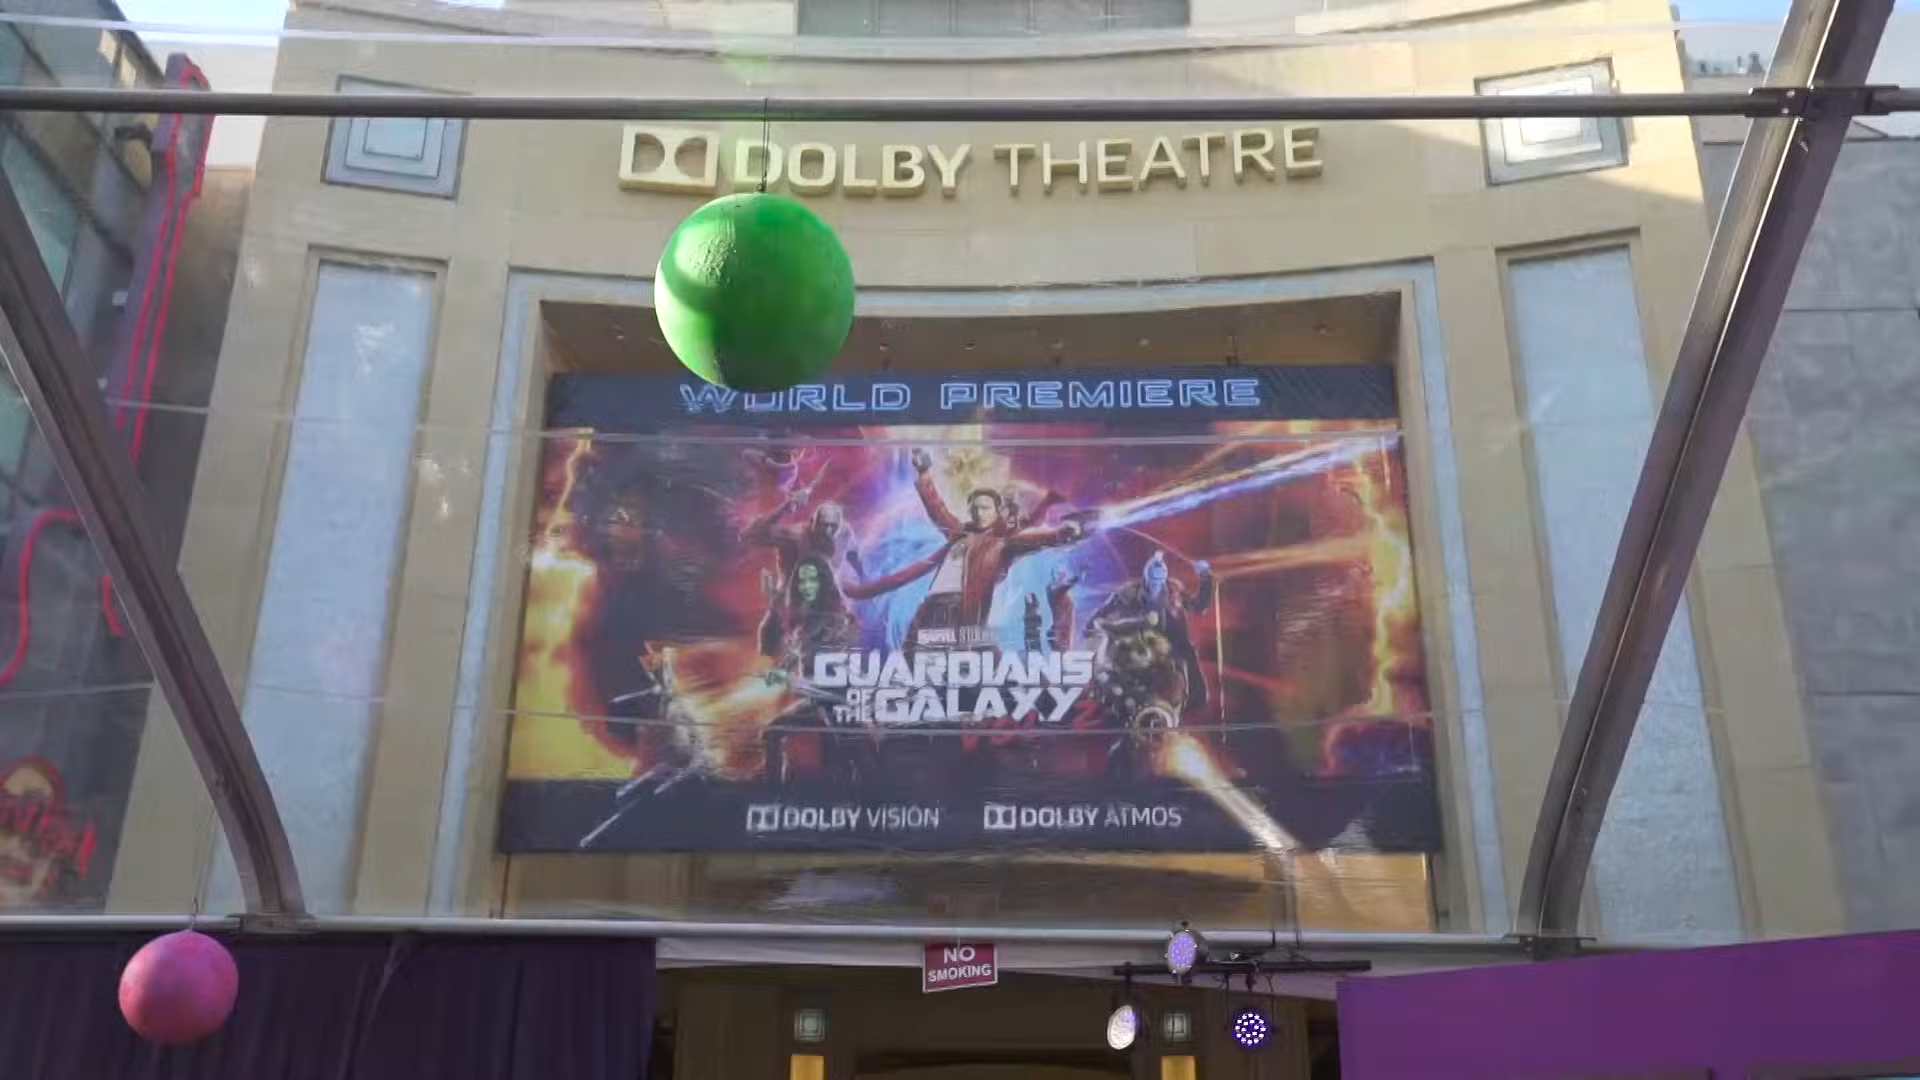 DOLBY THEATRE
WORLD PREMIERE
MARVEL STUDIOS
GUARDIANS
OF THE GALAXY
VOL. 2
DOLBY VISION
DOLBY ATMOS
NO
SMOKING